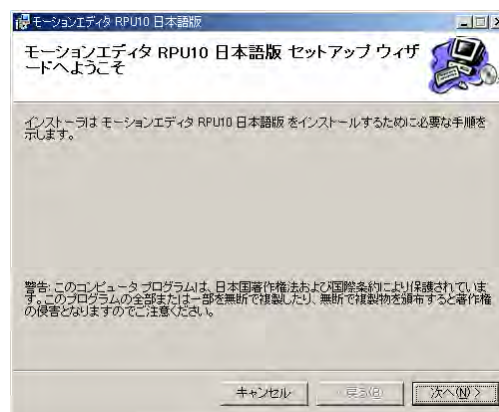 モーションエディタ RPU10 日本語版
モーションエディタ RPU10 日本語版 セットアップ ウィザ
ードへようこそ
インストーラは モーションエディタ RPU10 日本語版 をインストールするために必要な手順を
示します。
警告: このコンピュータ プログラムは、日本国著作権法および国際条約により保護されていま
す。このプログラムの全部または一部を無断で複製したり、無断で複製物を頒布すると著作権
の侵害となりますのでご注意ください。
キャンセル
戻る(B)
次へ(N) >